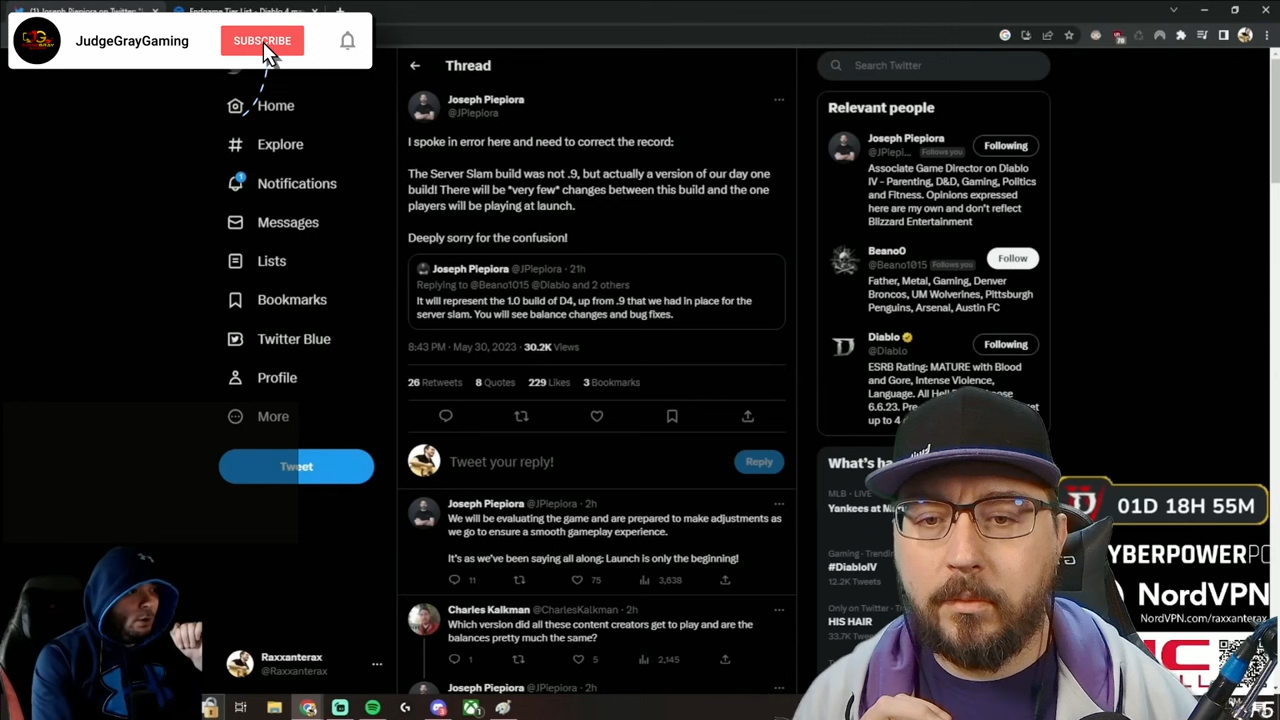 (1) Joseph Piepiora on Twitter:
Endgame Tier List - Diablo 4
JudgeGrayGaming
SUBSCRIBE
Home
Explore
Notifications
Messages
Lists
Bookmarks
Twitter Blue
Profile
More
Tweet
Raxxanterax
@Raxxanterax
Thread
Joseph Piepiora
@JPiepiora
I spoke in error here and need to correct the record:
The Server Slam build was not .9, but actually a version of our day one
build! There will be *very few* changes between this build and the one
players will be playing at launch.
Deeply sorry for the confusion!
Joseph Piepiora @JPiepiora · 21h
Replying to @Beano1015 @Diablo and 2 others
It will represent the 1.0 build of D4, up from .9 that we had in place for the
server slam. You will see balance changes and bug fixes.
8:43 PM · May 30, 2023 · 30.2K Views
26 Retweets 8 Quotes 229 Likes 3 Bookmarks
Tweet your reply!
Reply
Joseph Piepiora @JPiepiora · 2h
We will be evaluating the game and are prepared to make adjustments as
we go to ensure a smooth gameplay experience.
It's as we've been saying all along: Launch is only the beginning!
11 75 3,638
Charles Kalkman @CharlesKalkman · 2h
Which version did all these content creators get to play and are the
balances pretty much the same?
1 5 2,145
Joseph Piepiora @JPiepiora · 2h
Search Twitter
Relevant people
Joseph Piepiora
@JPiepi... Follows you
Following
Associate Game Director on Diablo
IV - Parenting, D&D, Gaming, Politics
and Fitness. Opinions expressed
here are my own and don't reflect
Blizzard Entertainment
Beano0
@Beano1015 Follows you
Follow
Father, Metal, Gaming, Denver
Broncos, UM Wolverines, Pittsburgh
Penguins, Arsenal, Austin FC
Diablo
@Diablo
Following
ESRB Rating: MATURE with Blood
and Gore, Intense Violence,
Language. All Hell
6.6.23. Pre
up to 4
What's ha
MLB · LIVE
Yankees at M
Gaming · Trendin
#DiabloIV
12.2K Tweets
Only on Twitter
HIS HAIR
33.7K Tweets
01D 18H 55M
YBERPOWERPC
NordVPN
NordVPN.com/raxxanterax